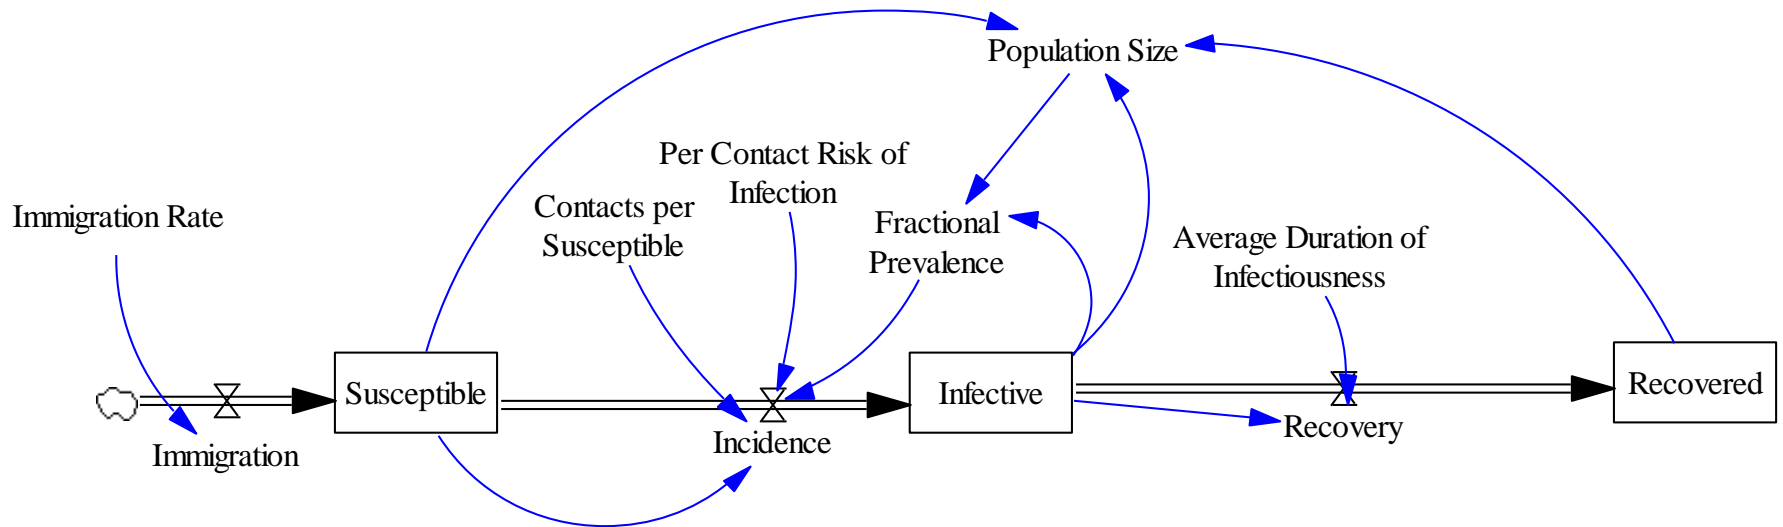 Population Size
Per Contact Risk of
Infection
Contacts per
Susceptible
Immigration Rate
Fractional
Prevalence
Average Duration of
Infectiousness
Susceptible
Infective
Recovered
Incidence
Recovery
Immigration